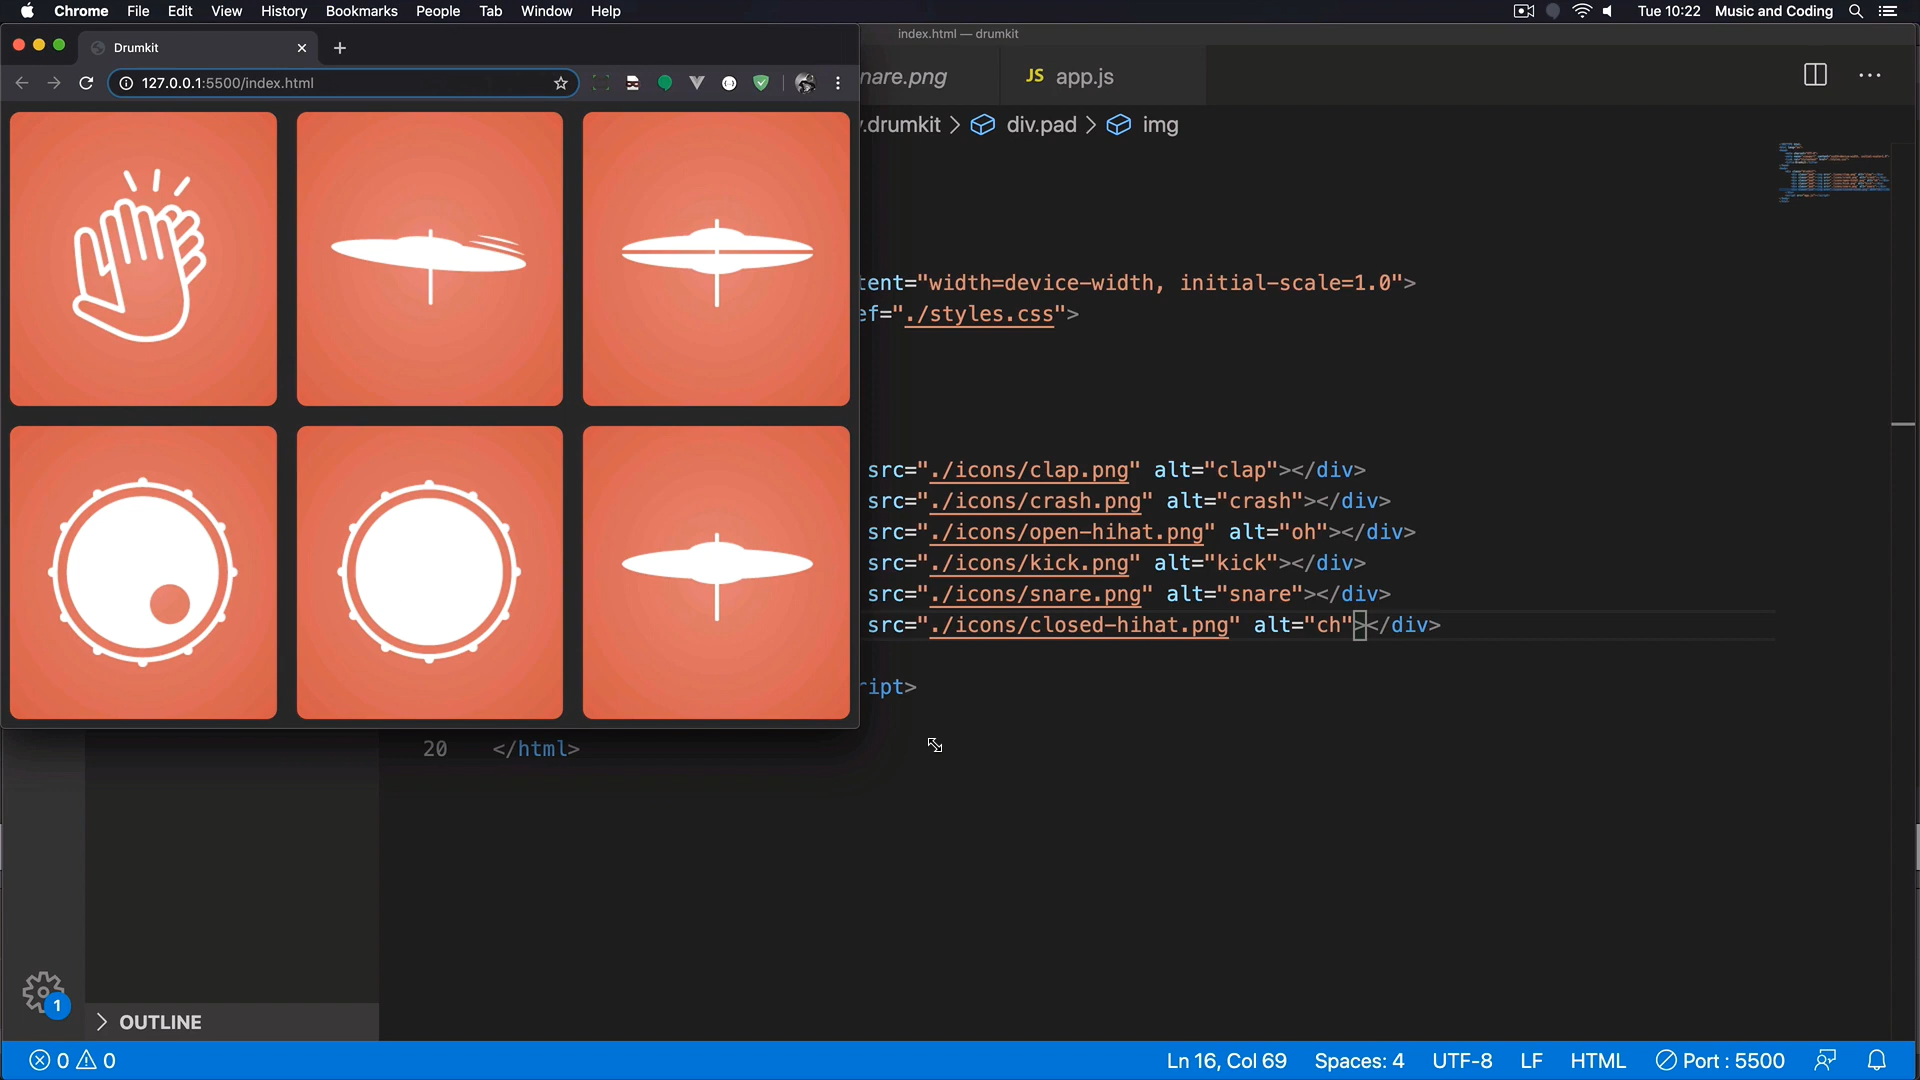 Chrome File Edit View History Bookmarks People Tab Window Help Tue 10:22 Music and Coding
index.html — drumkit
Drumkit
127.0.0.1:5500/index.html
nare.png JS app.js
.drumkit > div.pad > img
tent="width=device-width, initial-scale=1.0">
ef="./styles.css">
src="./icons/clap.png" alt="clap"></div>
src="./icons/crash.png" alt="crash"></div>
src="./icons/open-hihat.png" alt="oh"></div>
src="./icons/kick.png" alt="kick"></div>
src="./icons/snare.png" alt="snare"></div>
src="./icons/closed-hihat.png" alt="ch"></div>
ript>
20 </html>
1
OUTLINE
0 0 Ln 16, Col 69 Spaces: 4 UTF-8 LF HTML Port : 5500